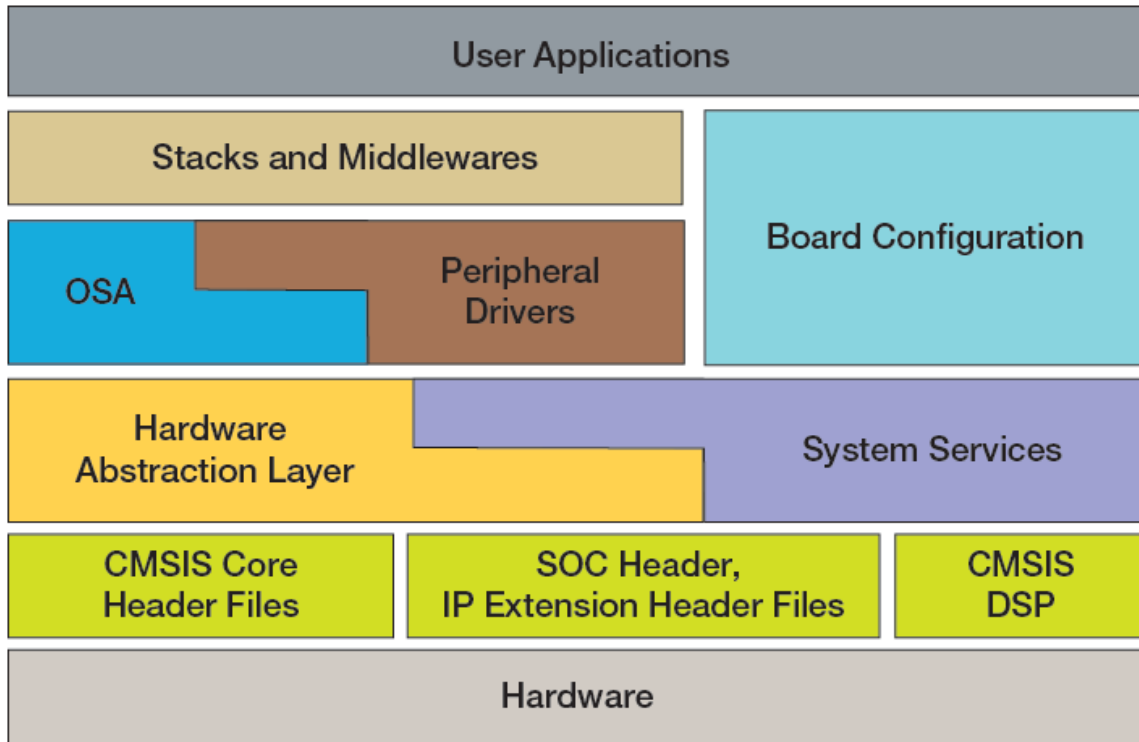 User Applications
Stacks and Middlewares
Board Configuration
OSA
Peripheral
Drivers
Hardware
Abstraction Layer
System Services
CMSIS Core
Header Files
SOC Header,
IP Extension Header Files
CMSIS
DSP
Hardware